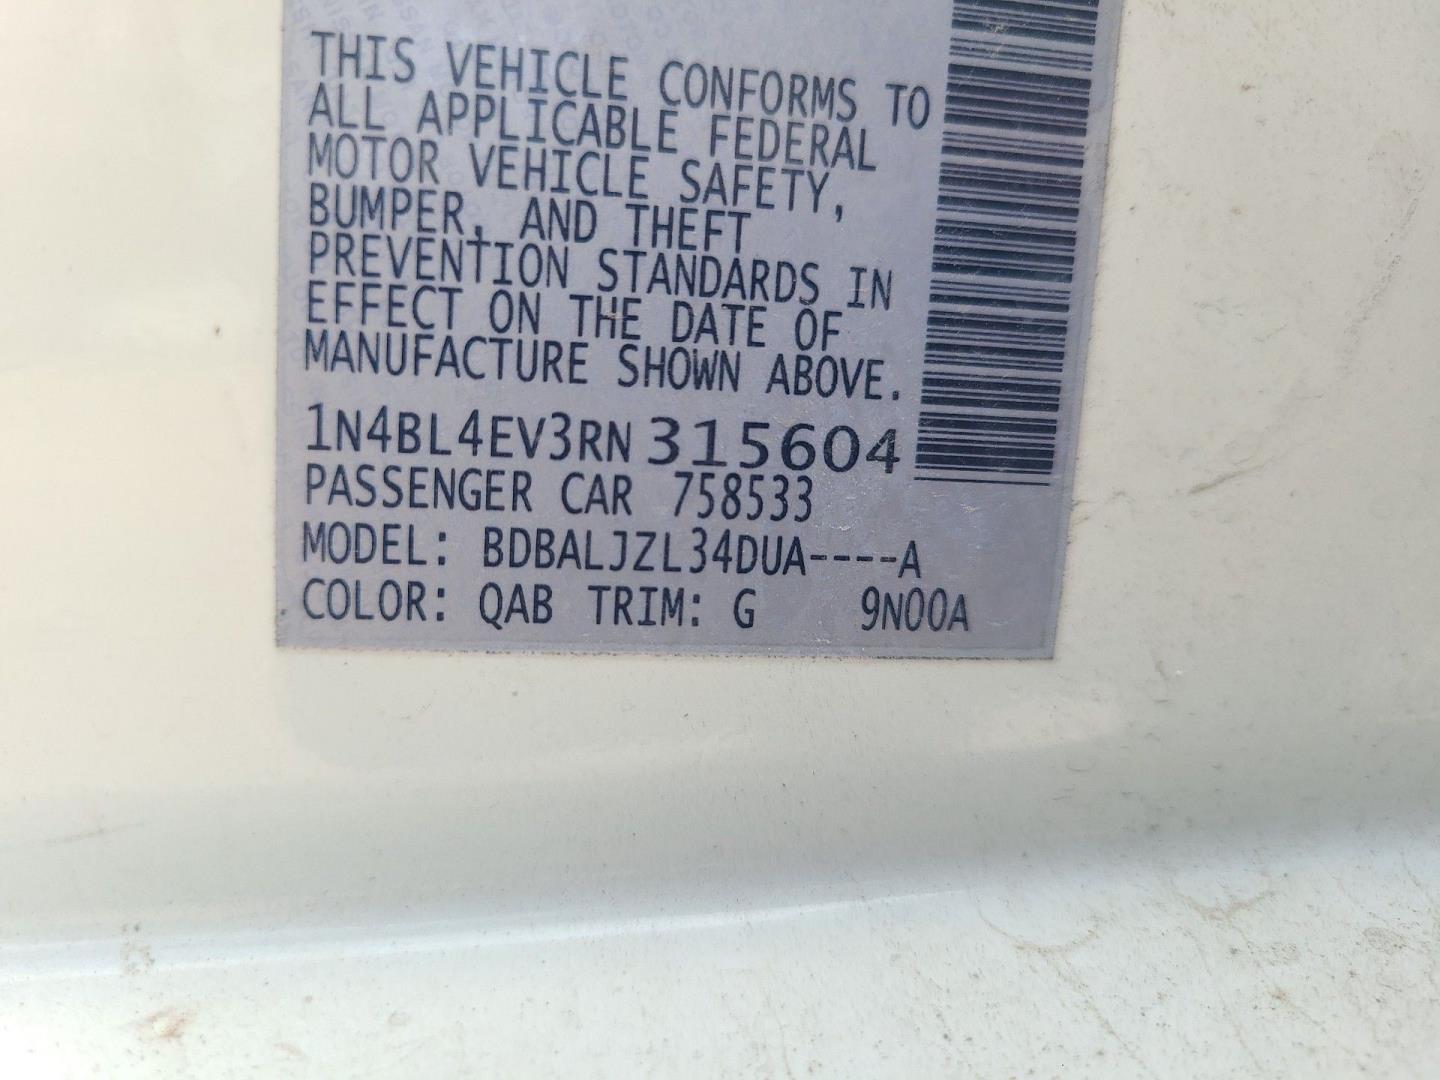 THIS VEHICLE CONFORMS TO
ALL APPLICABLE FEDERAL
MOTOR VEHICLE SAFETY,
BUMPER, AND THEFT
PREVENTION STANDARDS IN
EFFECT ON THE DATE OF
MANUFACTURE SHOWN ABOVE.
1N4BL4EV3RN315604
PASSENGER CAR 758533
MODEL: BDBALJZL34DUA----A
COLOR: QAB TRIM: G 9N00A